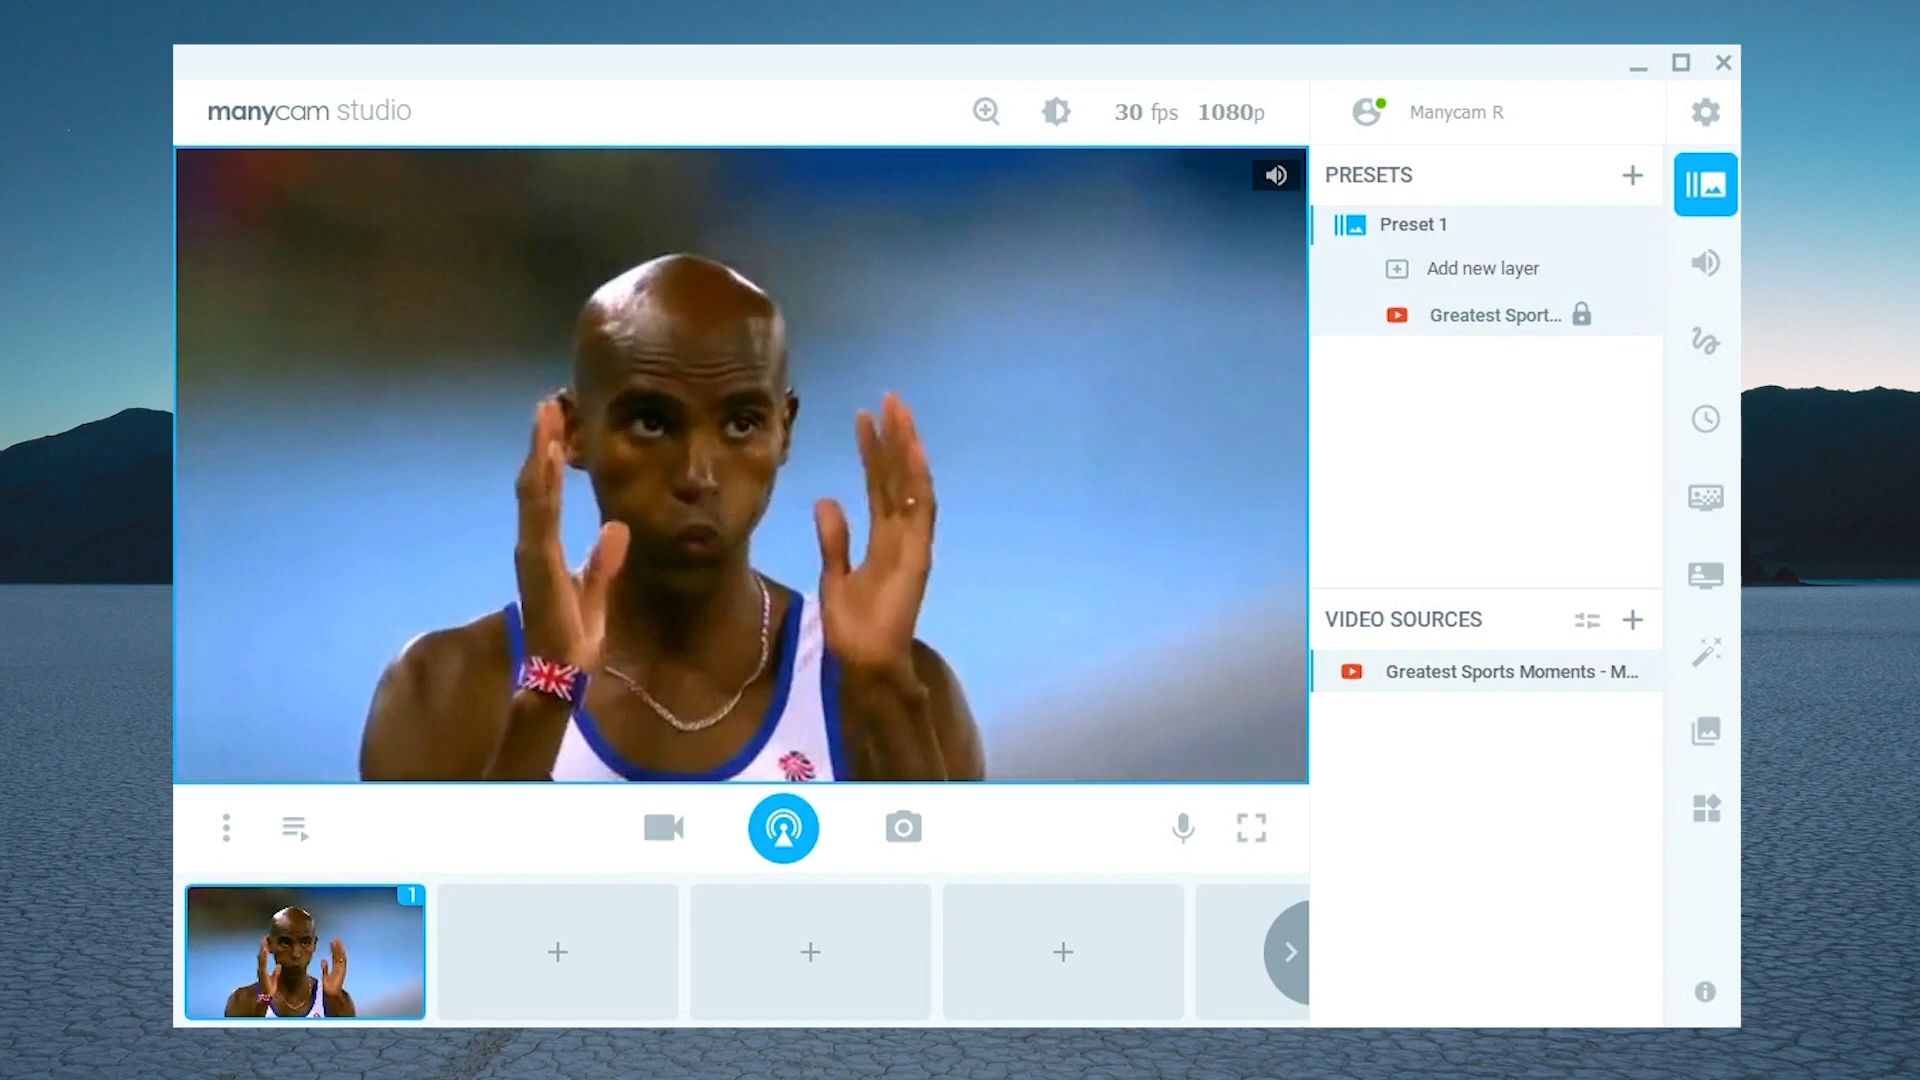 manycam studio
30 fps 1080p
Manycam R
PRESETS
Preset 1
Add new layer
Greatest Sport...
VIDEO SOURCES
Greatest Sports Moments - M...
1